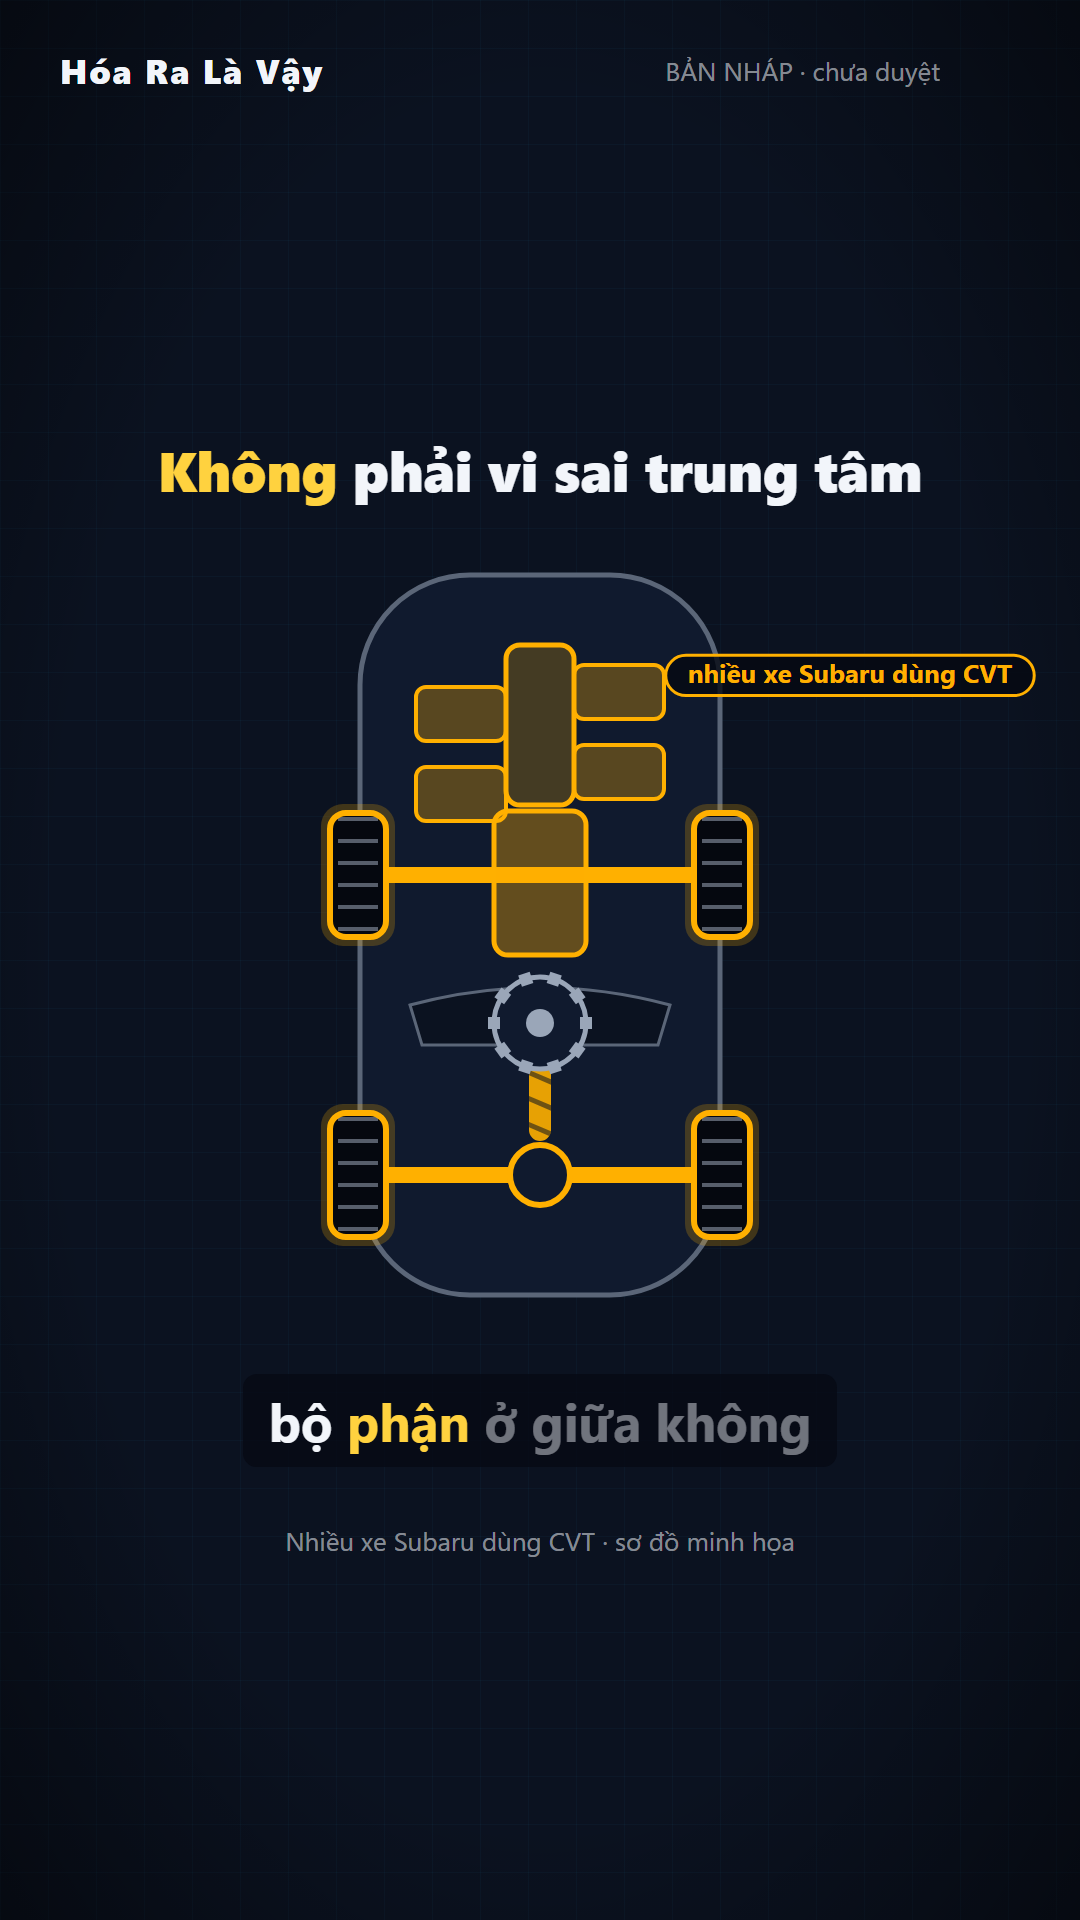 Hóa Ra Là Vậy
BẢN NHÁP · chưa duyệt
Không phải vi sai trung tâm
nhiều xe Subaru dùng CVT
bộ phận ở giữa không
Nhiều xe Subaru dùng CVT · sơ đồ minh họa